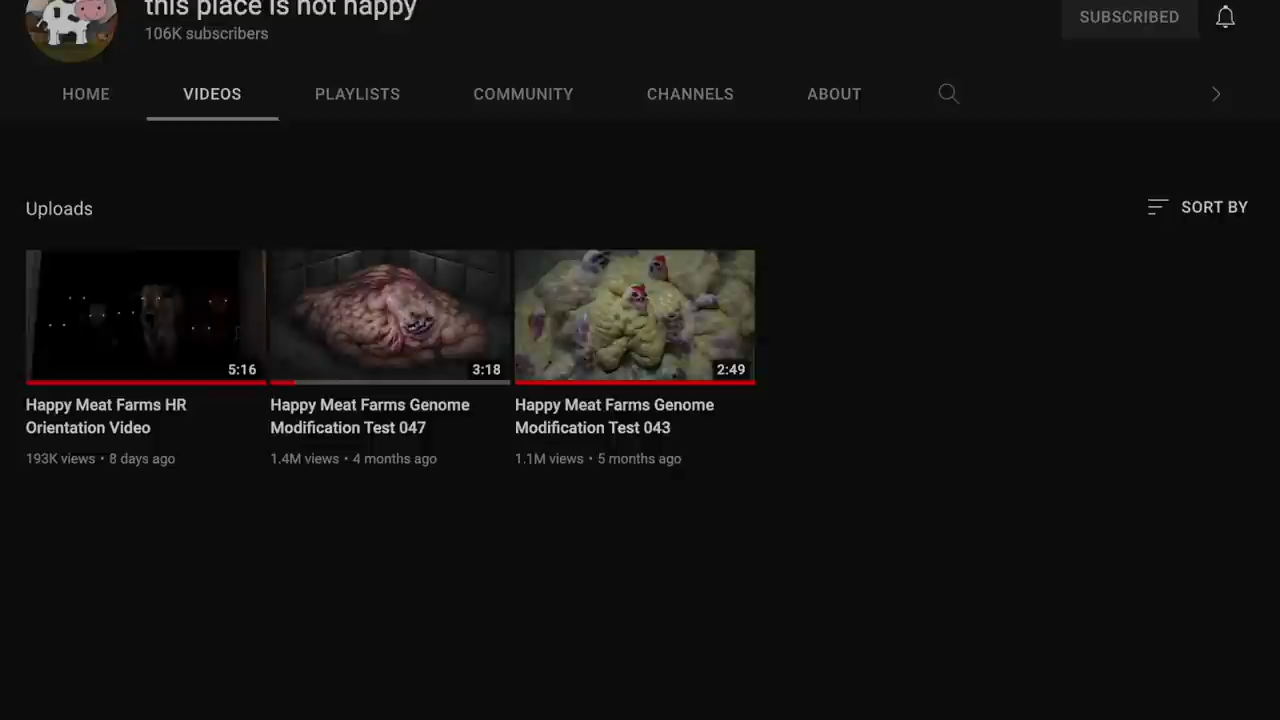 this place is not happy
SUBSCRIBED
106K subscribers
HOME VIDEOS PLAYLISTS COMMUNITY CHANNELS ABOUT
Uploads
SORT BY
5:16
3:18
2:49
Happy Meat Farms HR
Orientation Video
193K views • 8 days ago
Happy Meat Farms Genome
Modification Test 047
1.4M views • 4 months ago
Happy Meat Farms Genome
Modification Test 043
1.1M views • 5 months ago